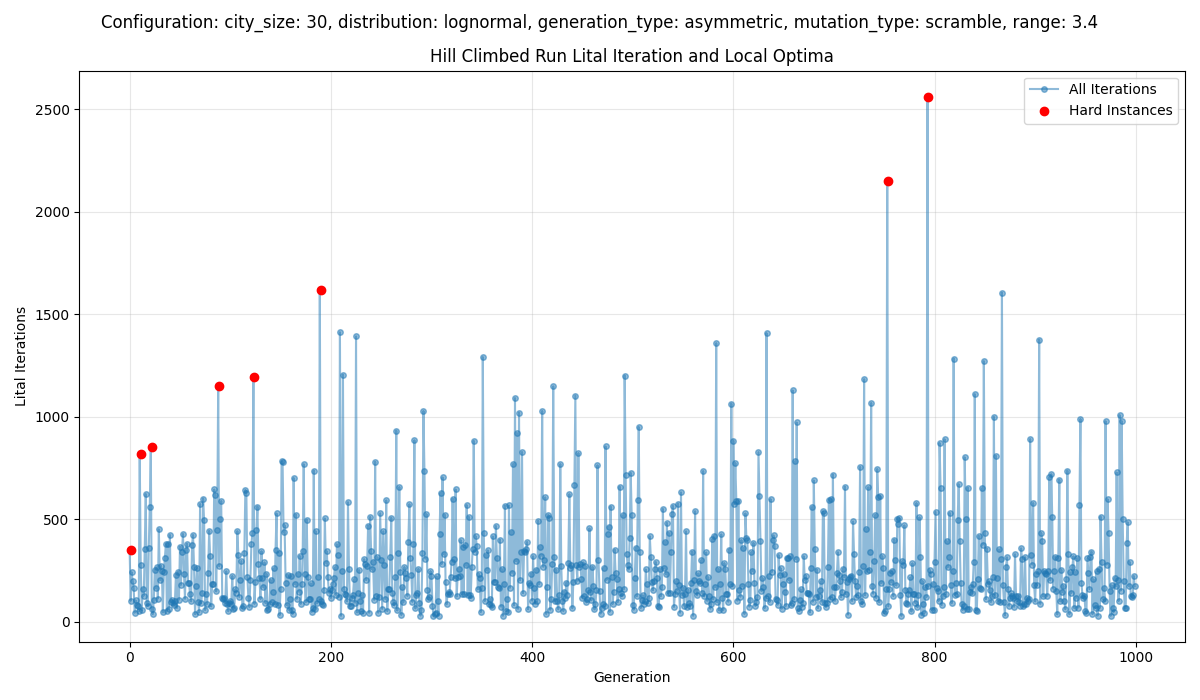 Configuration: city_size: 30, distribution: lognormal, generation_type: asymmetric, mutation_type: scramble, range: 3.4
Hill Climbed Run Lital Iteration and Local Optima
All Iterations
Hard Instances
Lital Iterations
2500
2000
1500
1000
500
0
0 200 400 600 800 1000
Generation